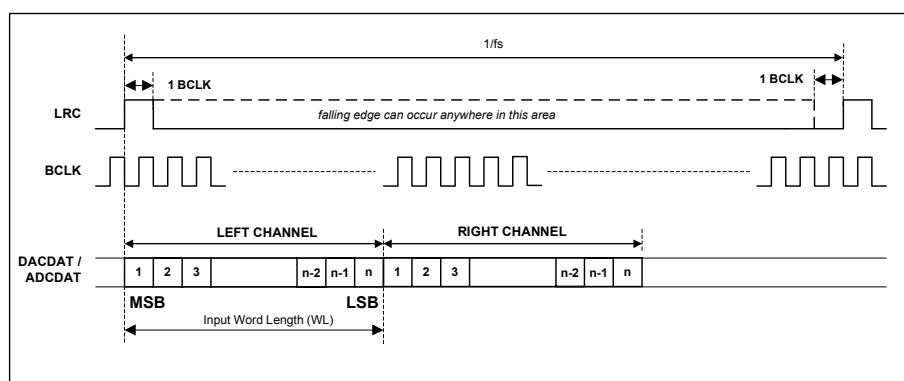 1/fs
1 BCLK
1 BCLK
LRC
falling edge can occur anywhere in this area
BCLK
LEFT CHANNEL
RIGHT CHANNEL
DACDAT /
ADCDAT
1 2 3 n-2 n-1 n 1 2 3 n-2 n-1 n
MSB
LSB
Input Word Length (WL)